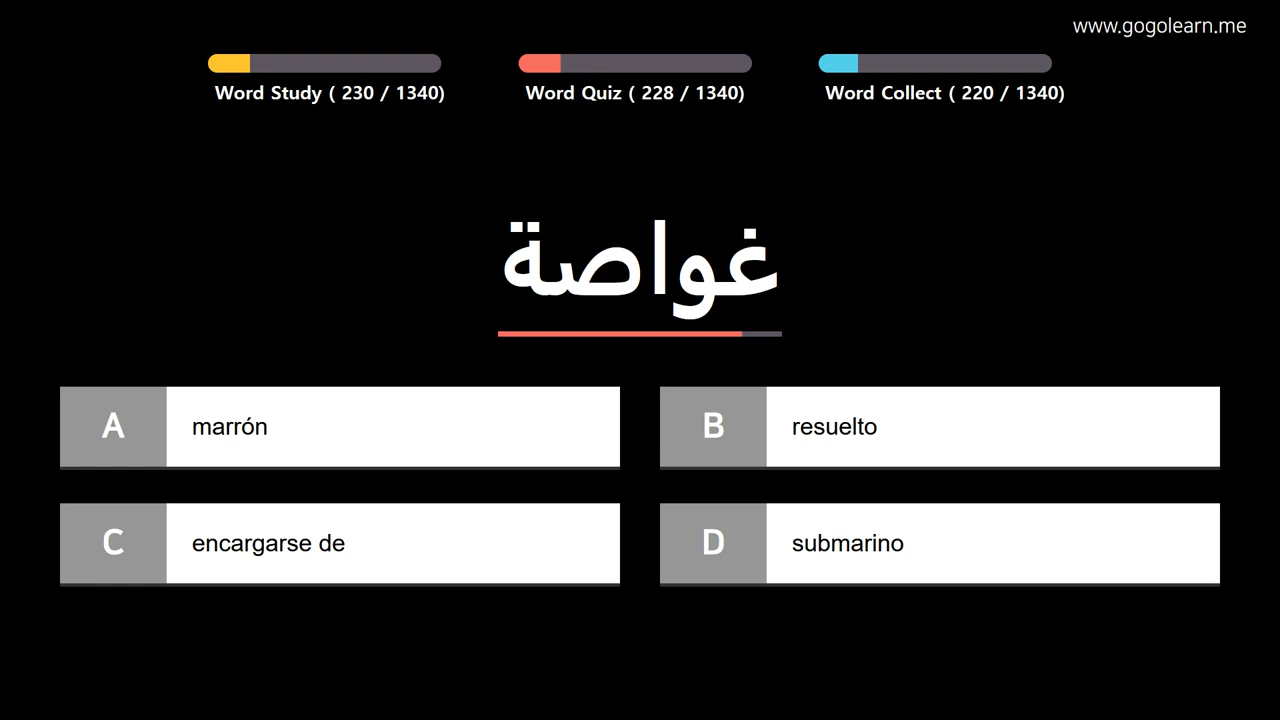 www.gogolearn.me
Word Study ( 230 / 1340)
Word Quiz ( 228 / 1340)
Word Collect ( 220 / 1340)
غواصة
A marrón
B resuelto
C encargarse de
D submarino